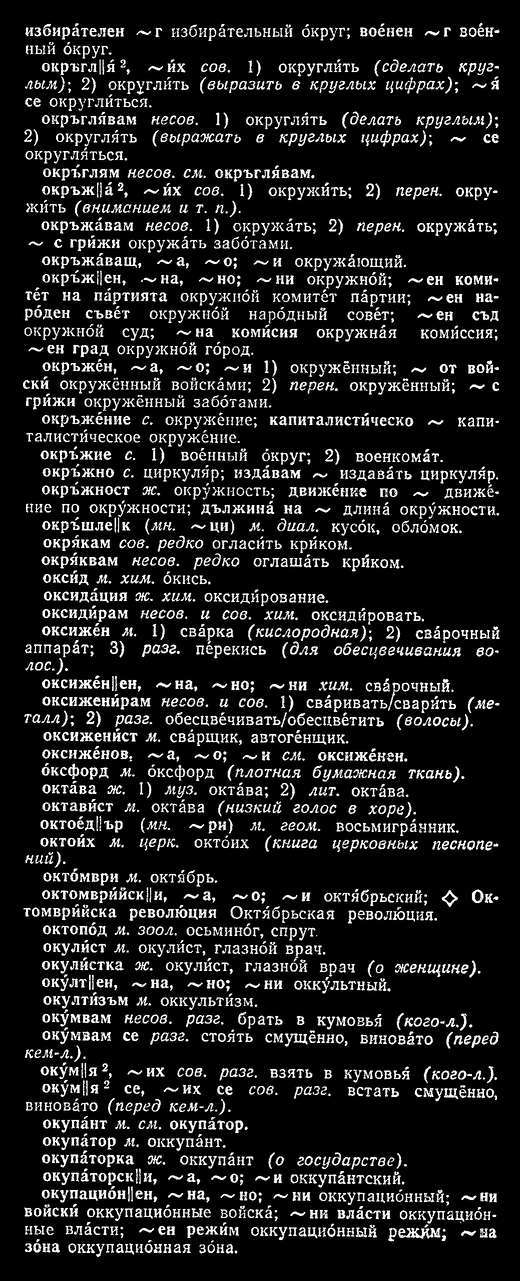 избира́телен ~г избира́тельный о́круг; вое́нен ~г вое́н-
ный о́круг.
окръгл||я́², ~и́х сов. 1) округли́ть (сделать круг-
лым); 2) округли́ть (выразить в круглых цифрах); ~я́
се округли́ться.
окръгля́вам несов. 1) округля́ть (делать круглым);
2) округля́ть (выражать в круглых цифрах); ~ се
округля́ться.
окръ́глям несов. см. окръгля́вам.
окръж||а́², ~и́х сов. 1) окружи́ть; 2) перен. окру-
жи́ть (вниманием и т. п.).
окръжа́вам несов. 1) окружа́ть; 2) перен. окружа́ть;
~ с гри́жи окружа́ть забо́тами.
окръжа́ващ, ~а, ~о; ~и окружа́ющий.
окръ́ж||ен, ~на, ~но; ~ни окружно́й; ~ен коми-
те́т на па́ртията окружно́й комите́т па́ртии; ~ен на-
ро́ден съве́т окружно́й наро́дный сове́т; ~ен съд
окружно́й суд; ~на коми́сия окружна́я коми́ссия;
~ен град окружно́й го́род.
окръже́н, ~а, ~о; ~и 1) окружённый; ~ от вой-
ски́ окружённый войска́ми; 2) перен. окружённый; ~ с
гри́жи окружённый забо́тами.
окръже́ние с. окруже́ние; капиталисти́ческо ~ капи-
талисти́ческое окруже́ние.
окръ́жие с. 1) вое́нный о́круг; 2) военкома́т.
окръ́жно с. циркуля́р; изда́вам ~ издава́ть циркуля́р.
окръ́жност ж. окру́жность; движе́ние по ~ движе́-
ние по окру́жности; дължина́ на ~ длина́ окру́жности.
окръ́шле||к (мн. ~ци) м. диал. кусо́к, обло́мок.
окря́кам сов. редко огласи́ть кри́ком.
окря́квам несов. редко оглаша́ть кри́ком.
окси́д м. хим. о́кись.
оксида́ция ж. хим. оксиди́рование.
оксиди́рам несов. и сов. хим. оксиди́ровать.
оксиже́н м. 1) сва́рка (кислородная); 2) сва́рочный
аппара́т; 3) разг. пе́рекись (для обесцвечивания во-
лос.).
оксиже́н||ен, ~на, ~но; ~ни хим. сва́рочный.
оксижени́рам несов. и сов. 1) сва́ривать/свари́ть (ме-
талл); 2) разг. обесцве́чивать/обесцве́тить (волосы).
оксижени́ст м. сва́рщик, автоге́нщик.
оксиже́нов, ~а, ~о; ~и см. оксиже́нен.
о́ксфорд м. о́ксфорд (плотная бумажная ткань).
окта́ва ж. 1) муз. окта́ва; 2) лит. окта́ва.
октави́ст м. окта́ва (низкий голос в хоре).
октое́д||ър (мн. ~ри) м. геом. восьмигра́нник.
окто́их м. церк. окто́их (книга церковных песнопе-
ний).
окто́мври м. октя́брь.
октомври́йск||и, ~а, ~о; ~и октя́брьский; ◇ Ок-
томври́йска револю́ция Октя́брьская револю́ция.
октопо́д м. зоол. осьмино́г, спрут.
окули́ст м. окули́ст, глазно́й врач.
окули́стка ж. окули́ст, глазно́й врач (о женщине).
оку́лт||ен, ~на, ~но; ~ни окку́льтный.
окулти́зъм м. оккульти́зм.
оку́мвам несов. разг. брать в кумовья́ (кого-л.).
оку́мвам се разг. стоя́ть смущённо, винова́то (перед
кем-л.).
оку́м||я², ~их сов. разг. взять в кумовья́ (кого-л.).
оку́м||я² се, ~их се сов. разг. встать смущённо,
винова́то (перед кем-л.).
окупа́нт м. см. окупа́тор.
окупа́тор м. оккупа́нт.
окупа́торка ж. оккупа́нт (о государстве).
окупа́торск||и, ~а, ~о; ~и оккупа́нтский.
окупацио́н||ен, ~на, ~но; ~ни оккупацио́нный; ~ни
войски́ оккупацио́нные войска́; ~ни вла́сти оккупацио́н-
ные вла́сти; ~ен режи́м оккупацио́нный режи́м; ~на
зо́на оккупацио́нная зо́на.